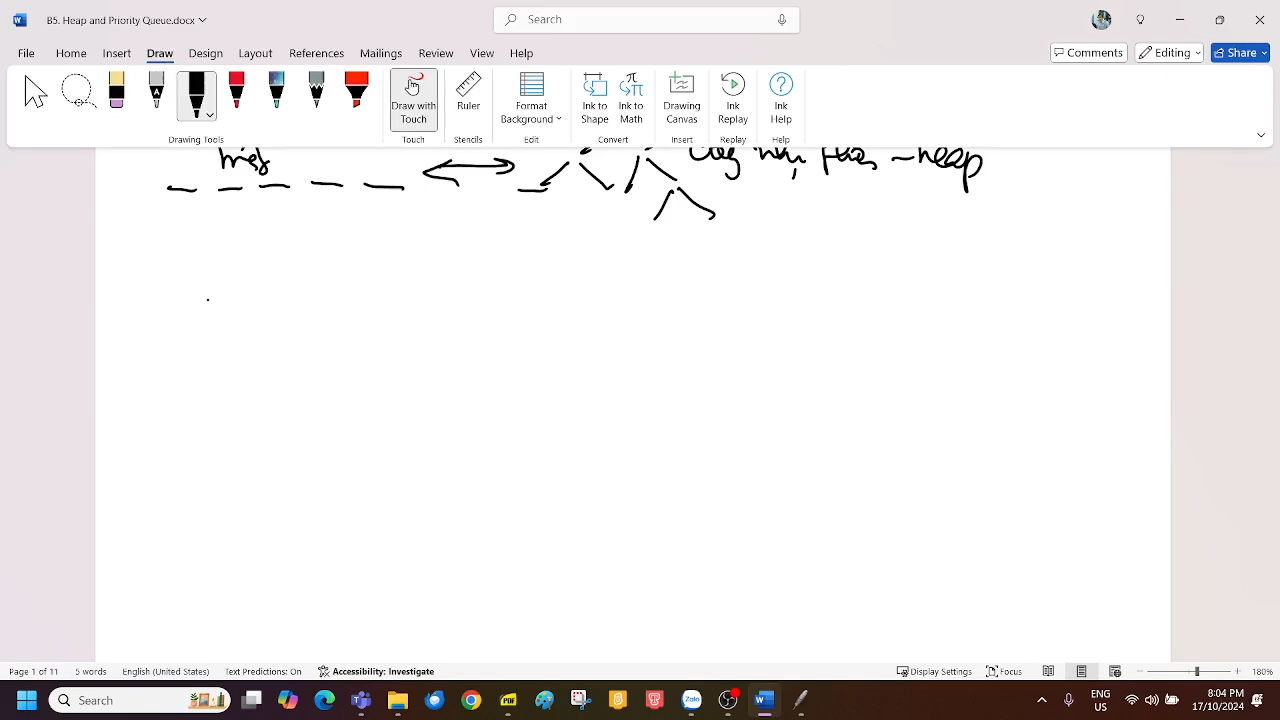 B5. Heap and Priority Queue.docx
Search
File Home Insert Draw Design Layout References Mailings Review View Help
Comments Editing Share
Draw with Touch
Ruler
Format Background
Ink to Shape
Ink to Math
Drawing Canvas
Ink Replay
Ink Help
Drawing Tools Touch Stencils Edit Convert Insert Replay Help
heap
Page 1 of 11 5 words English (United States) Text Predictions: On Accessibility: Investigate Display Settings Focus 180%
Search
ENG
US
8:04 PM
17/10/2024